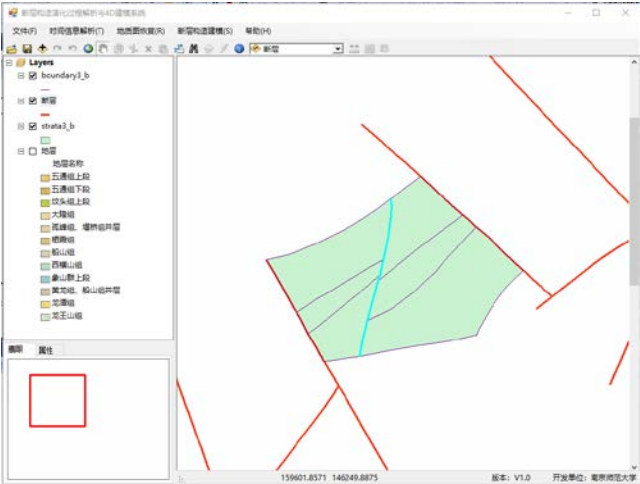 断层构造演化过程解析与4D建模系统
文件(F) 时间信息解析(T) 地质图恢复(R) 断层构造建模(S) 帮助(H)
断层
Layers
boundary3_b
断层
strata3_b
地层
地层名称
五通组上段
五通组下段
坟头组上段
大隆组
孤峰组、堰桥组并层
栖霞组
船山组
西横山组
象山群上段
黄龙组、船山组并层
龙潭组
龙王山组
属性
159601.8571 146249.8875 版本: V1.0 开发单位: 南京师范大学